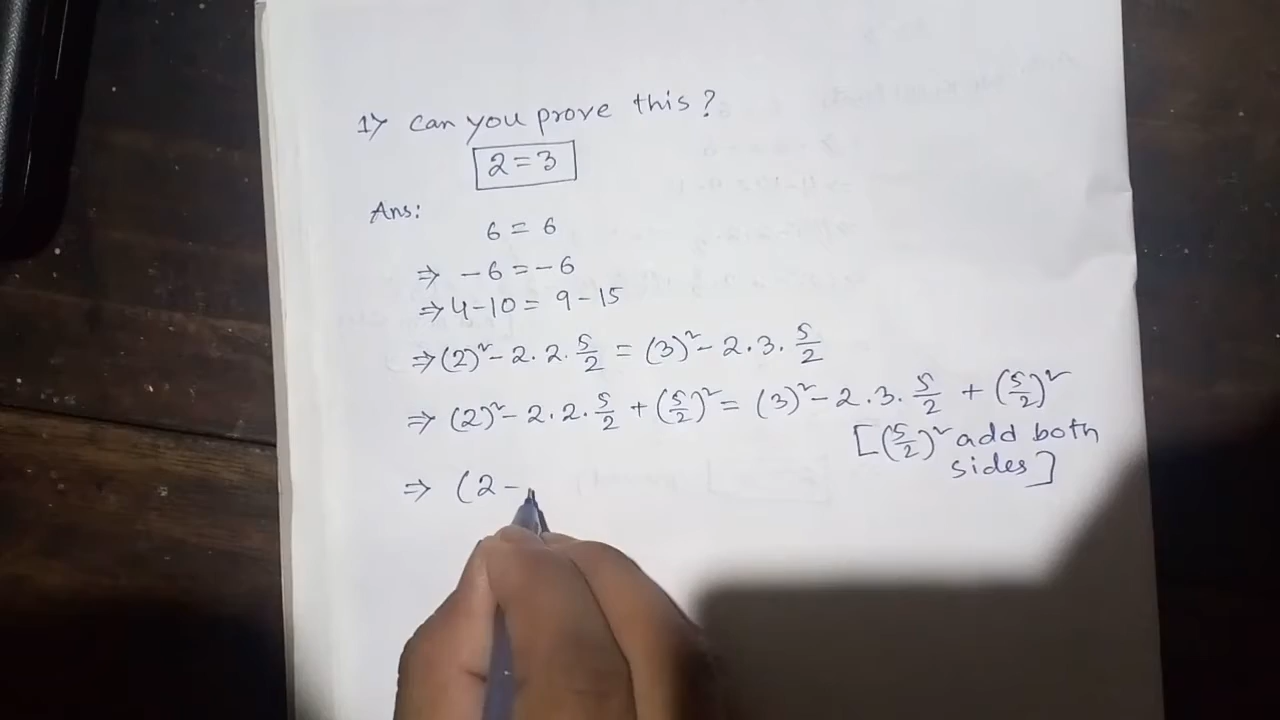 1) Can you prove this?
2 = 3
Ans:
6 = 6
⇒ -6 = -6
⇒ 4-10 = 9-15
⇒ (2)² - 2.2. 5/2 = (3)² - 2.3. 5/2
⇒ (2)² - 2.2. 5/2 + (5/2)² = (3)² - 2.3. 5/2 + (5/2)²
[(5/2)² add both
sides]
⇒ (2 -